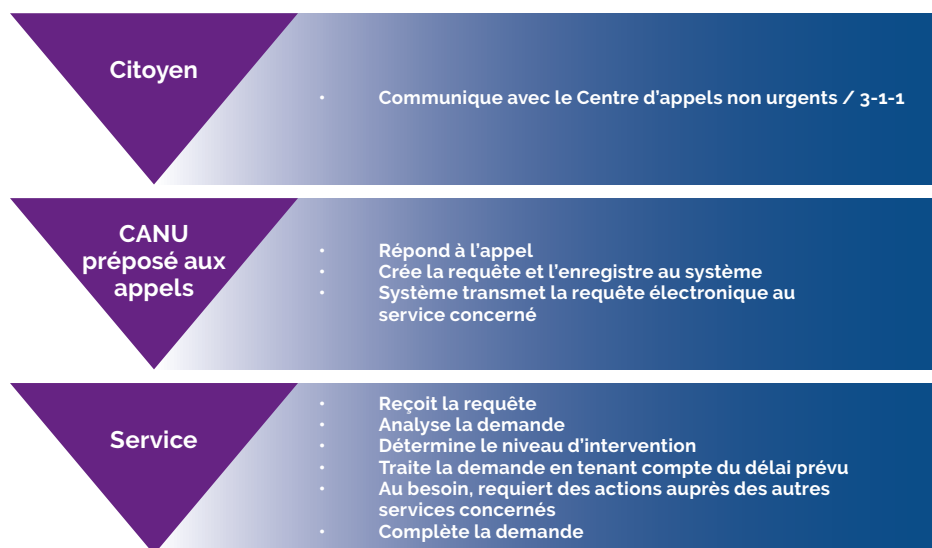 Citoyen
• Communique avec le Centre d'appels non urgents / 3-1-1
CANU
préposé aux
appels
• Répond à l'appel
• Crée la requête et l'enregistre au système
• Système transmet la requête électronique au
service concerné
Service
• Reçoit la requête
• Analyse la demande
• Détermine le niveau d'intervention
• Traite la demande en tenant compte du délai prévu
• Au besoin, requiert des actions auprès des autres
services concernés
• Complète la demande